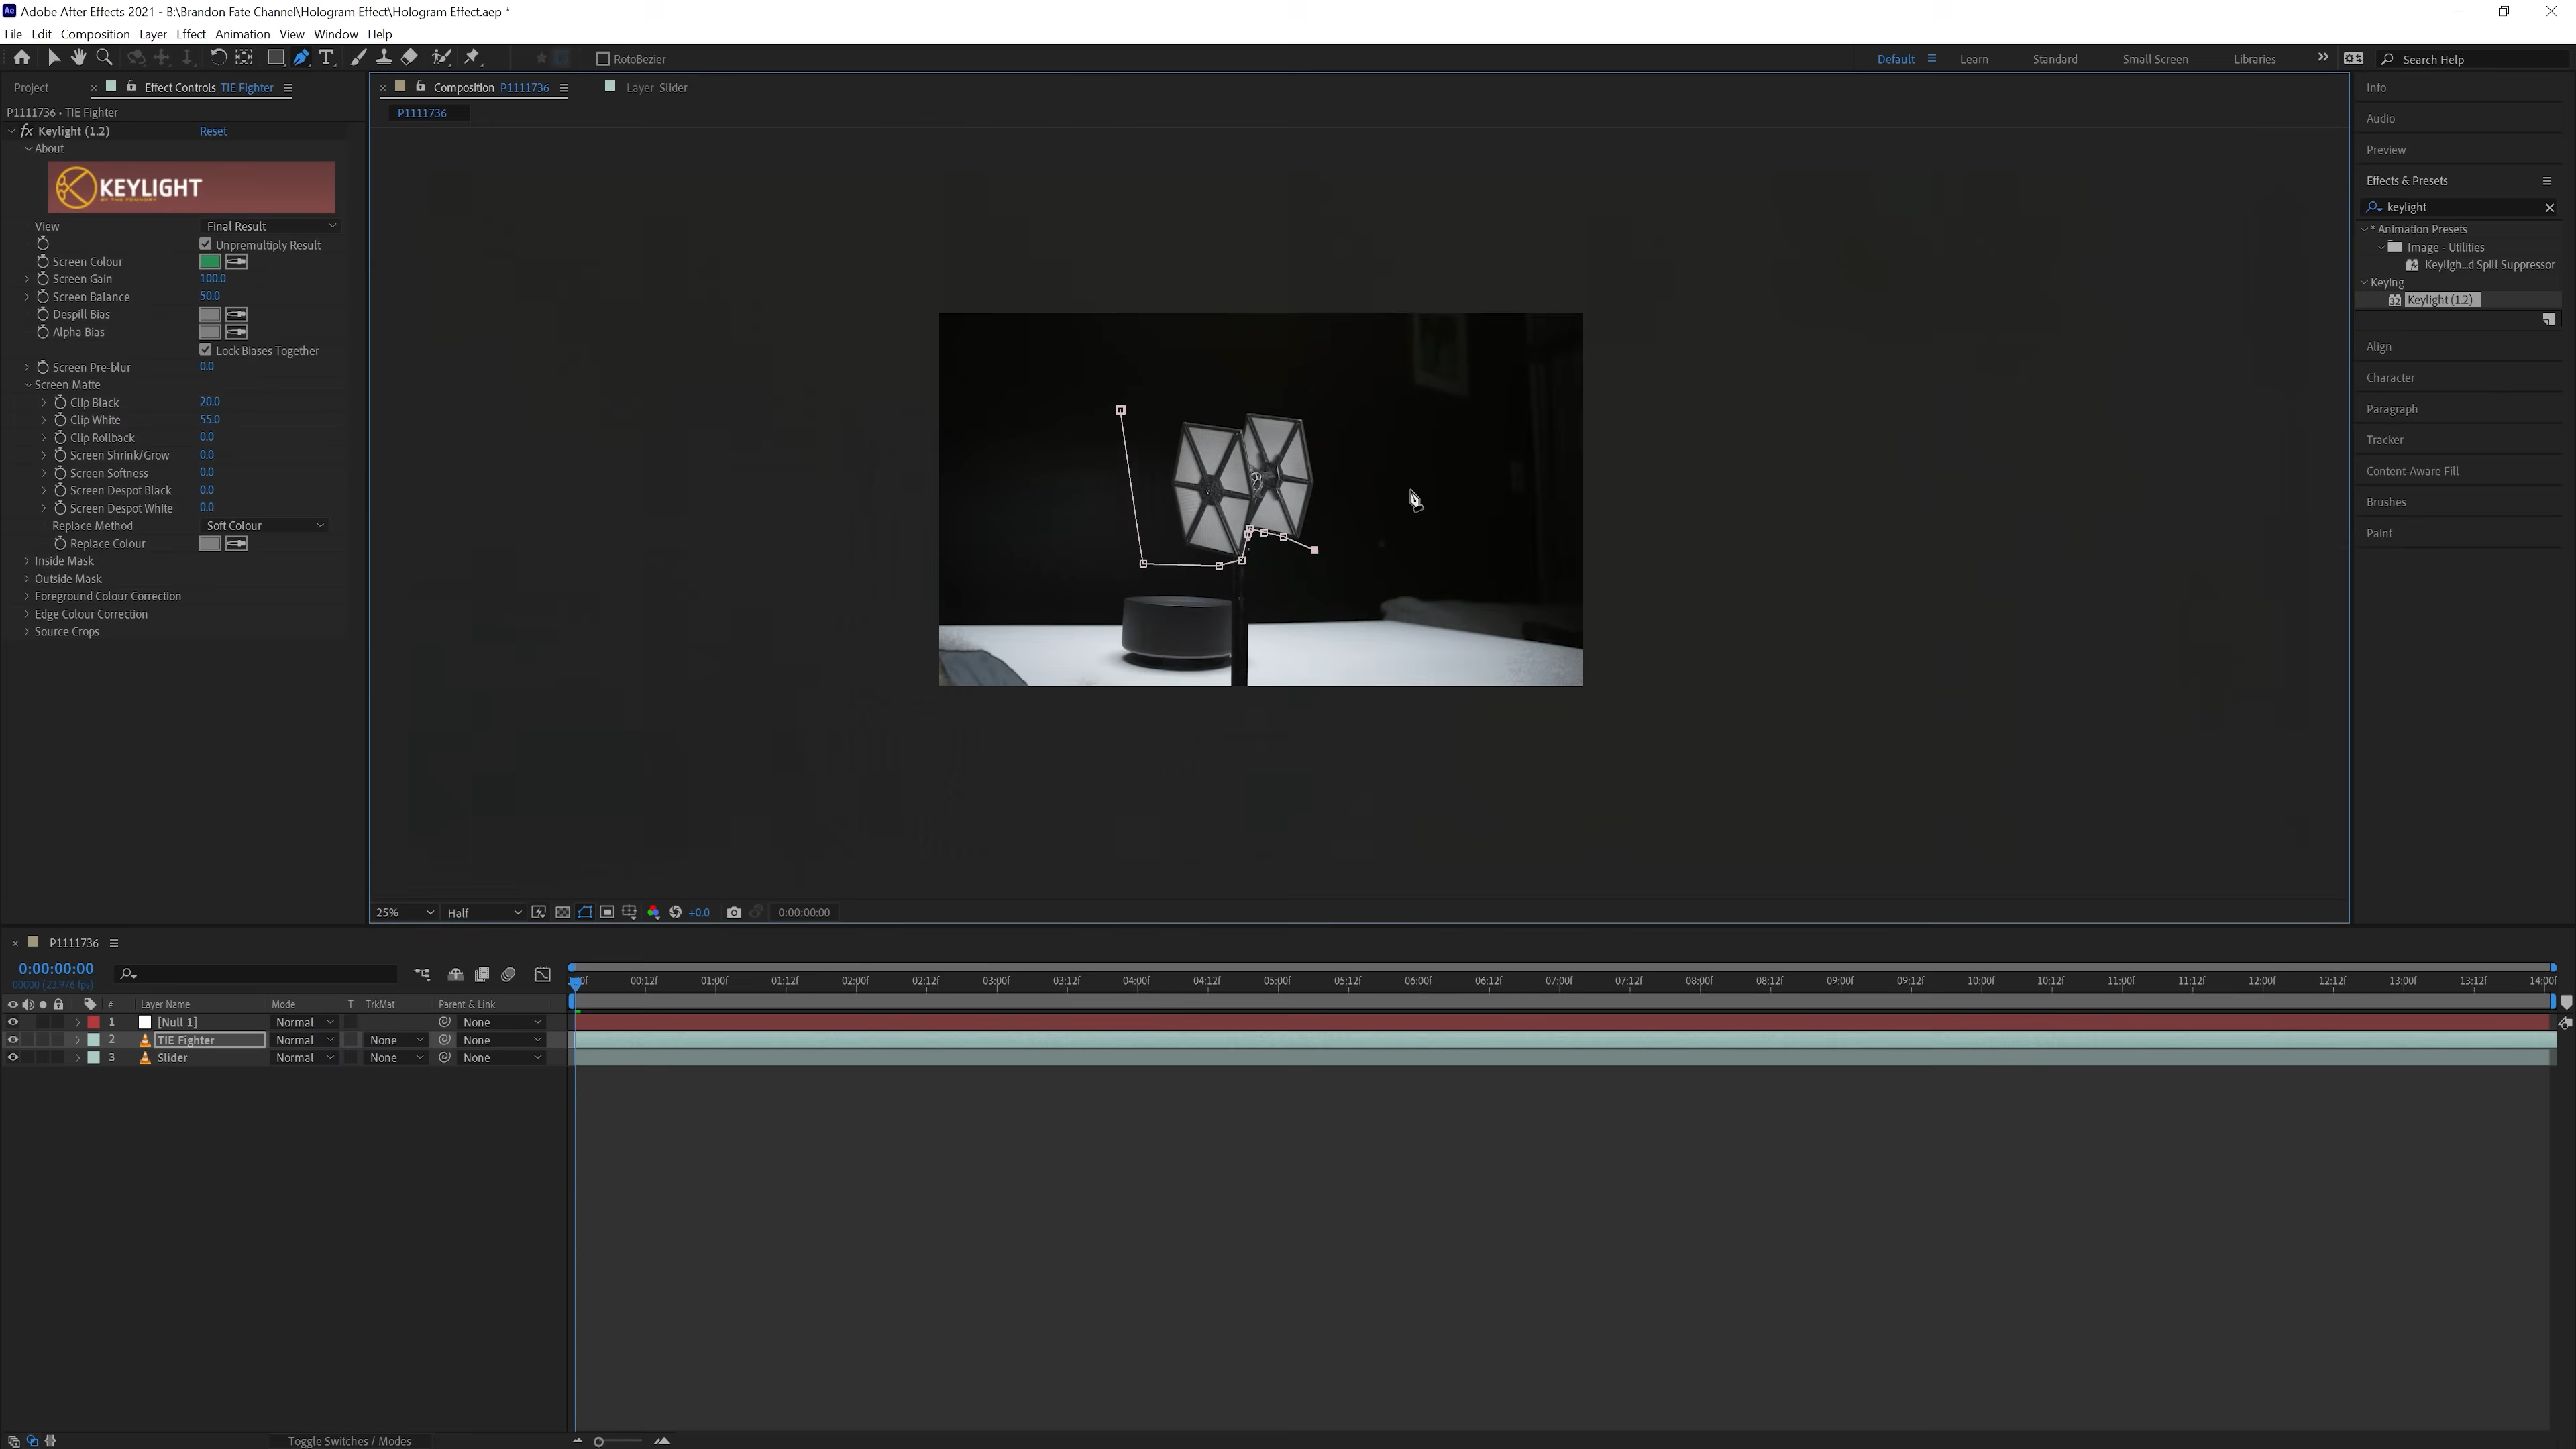 Adobe After Effects 2021 - B:\Brandon Fate Channel\Hologram Effect\Hologram Effect.aep *
File Edit Composition Layer Effect Animation View Window Help
RotoBezier
Default Learn Standard Small Screen Libraries Search Help
Project Effect Controls TIE Fighter
P1111736 • TIE Fighter
fx Keylight (1.2) Reset
About
KEYLIGHT
BY THE FOUNDRY
View Final Result
Unpremultiply Result
Screen Colour
Screen Gain 100.0
Screen Balance 50.0
Despill Bias
Alpha Bias
Lock Biases Together
Screen Pre-blur 0.0
Screen Matte
Clip Black 20.0
Clip White 55.0
Clip Rollback 0.0
Screen Shrink/Grow 0.0
Screen Softness 0.0
Screen Despot Black 0.0
Screen Despot White 0.0
Replace Method Soft Colour
Replace Colour
Inside Mask
Outside Mask
Foreground Colour Correction
Edge Colour Correction
Source Crops
Composition P1111736 Layer Slider
P1111736
25% Half +0.0 0:00:00:00
Info
Audio
Preview
Effects & Presets
keylight
* Animation Presets
Image - Utilities
Keyligh...d Spill Suppressor
Keying
Keylight (1.2)
Align
Character
Paragraph
Tracker
Content-Aware Fill
Brushes
Paint
P1111736
0:00:00:00
00000 (23.976 fps)
00:12f 01:00f 01:12f 02:00f 02:12f 03:00f 03:12f 04:00f 04:12f 05:00f 05:12f 06:00f 06:12f 07:00f 07:12f 08:00f 08:12f 09:00f 09:12f 10:00f 10:12f 11:00f 11:12f 12:00f 12:12f 13:00f 13:12f 14:00f
# Layer Name Mode T TrkMat Parent & Link
1 [Null 1] Normal None
2 TIE Fighter Normal None None
3 Slider Normal None None
Toggle Switches / Modes